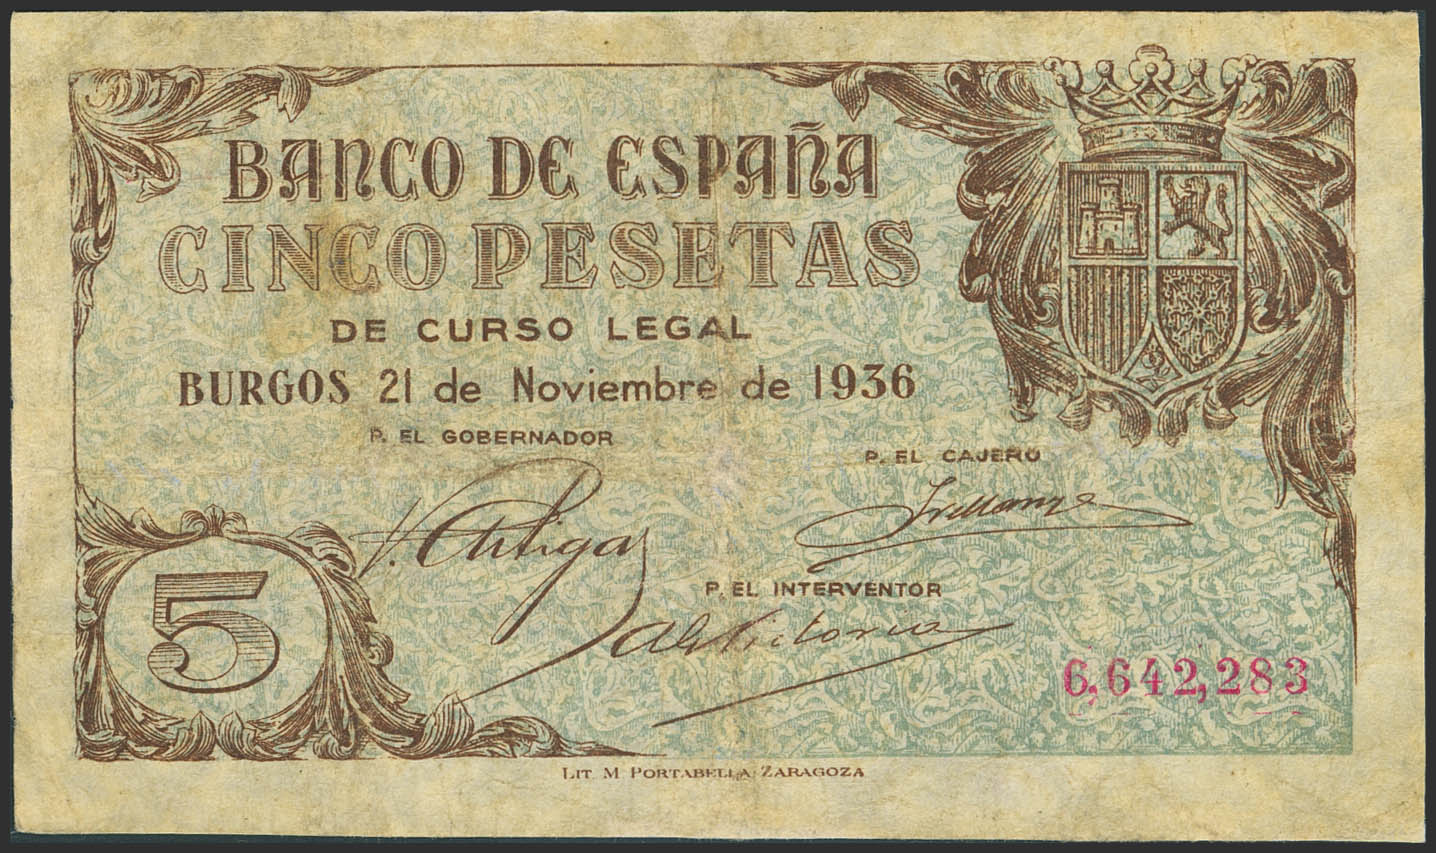 BANCO DE ESPAÑA
CINCO PESETAS
DE CURSO LEGAL
BURGOS 21 de Noviembre de 1936
P. EL GOBERNADOR
P. EL CAJERO
P. EL INTERVENTOR
5
6,642,283
LIT. M PORTABELLA ZARAGOZA